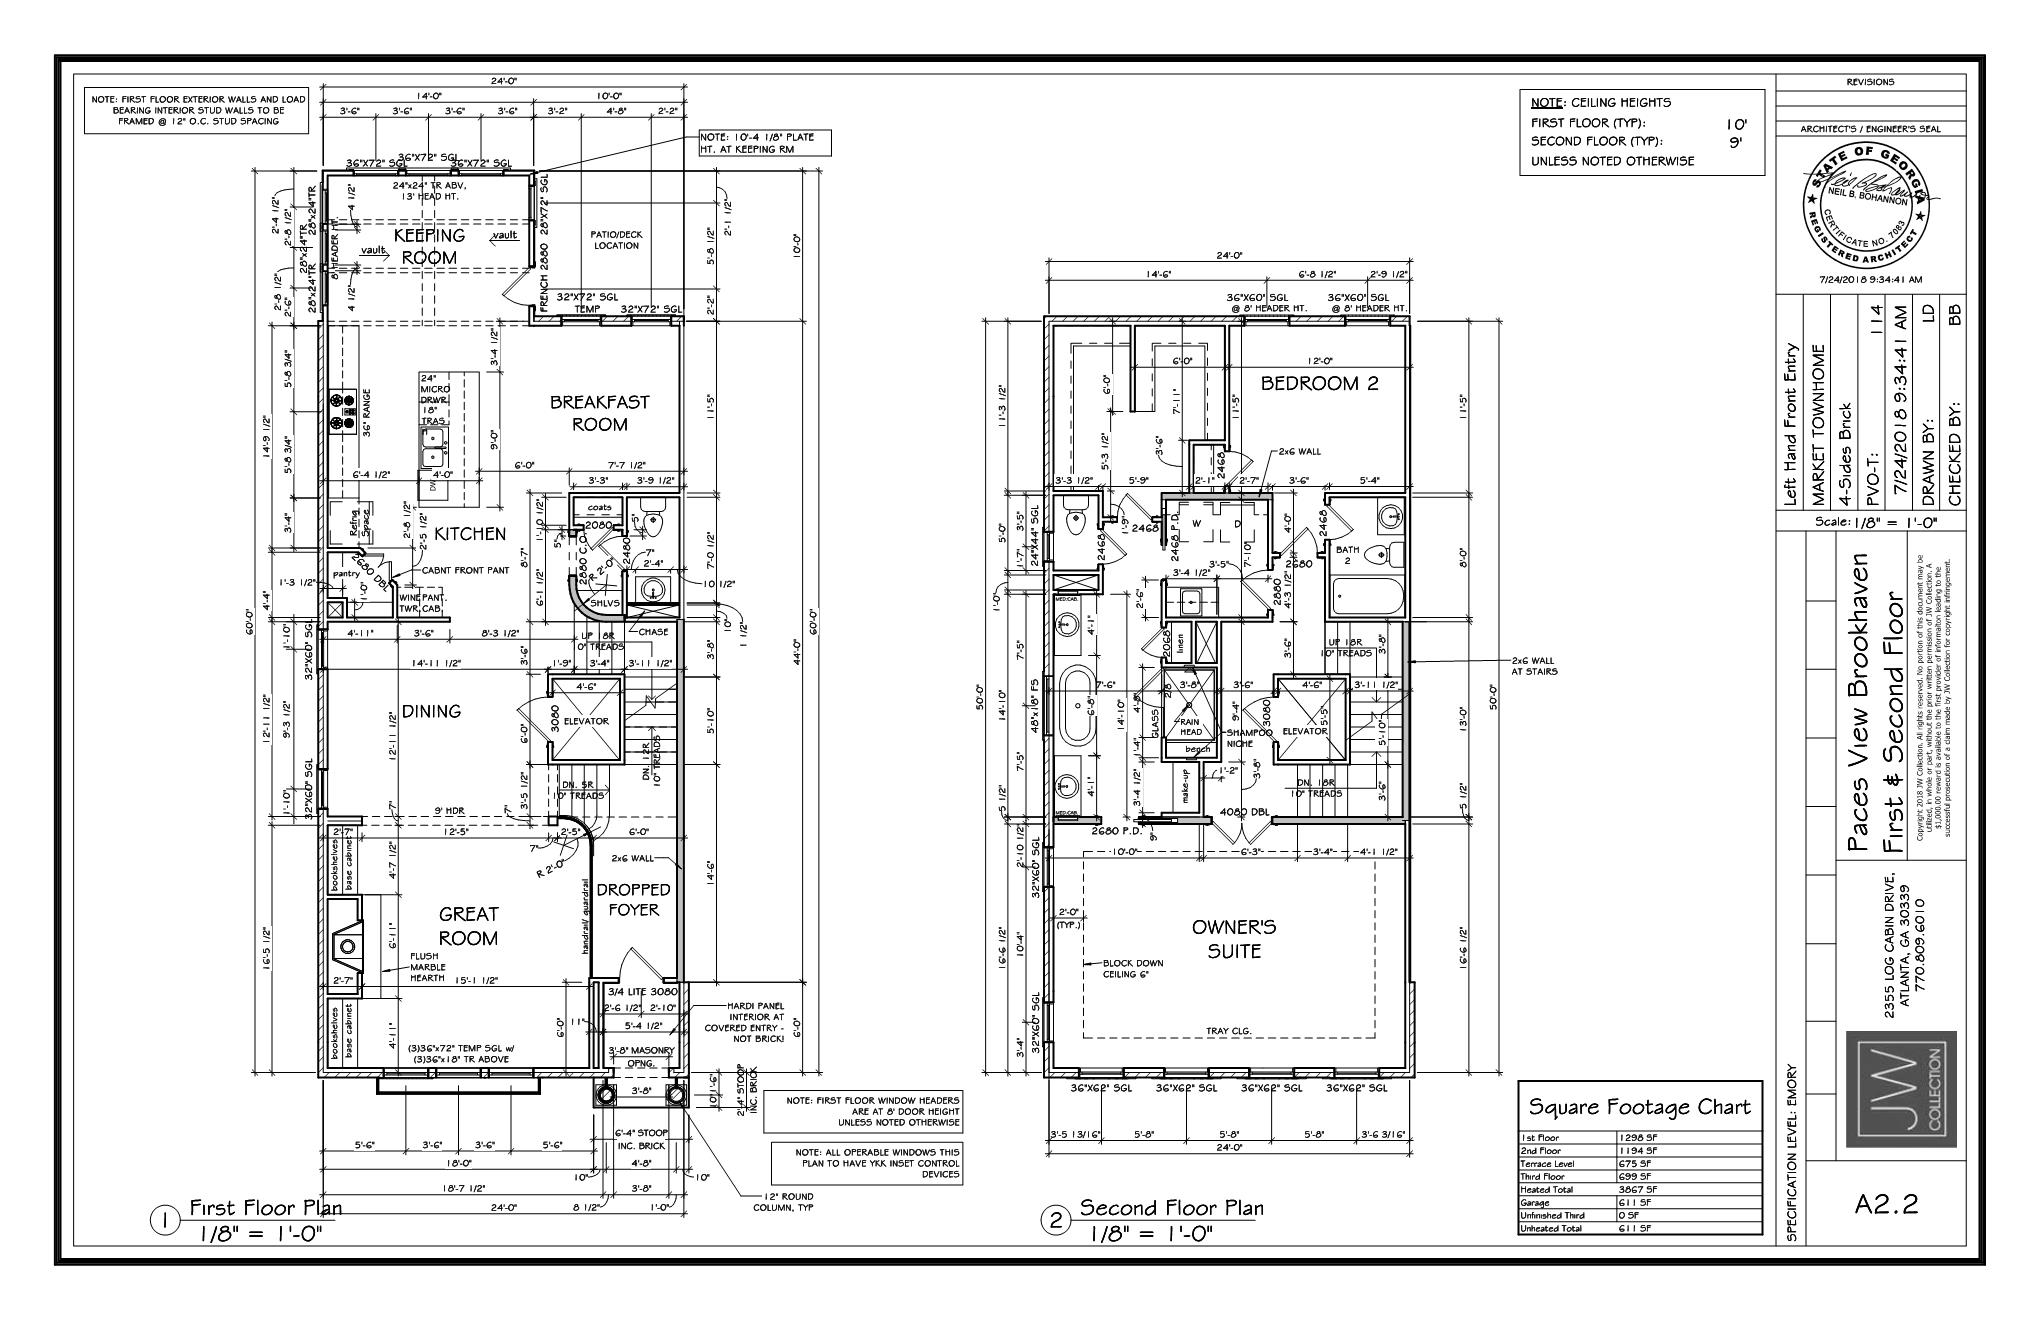 NOTE: FIRST FLOOR EXTERIOR WALLS AND LOAD
BEARING INTERIOR STUD WALLS TO BE
FRAMED @ 12" O.C. STUD SPACING
24'-0"
14'-0"
10'-0"
3'-6"
3'-6"
3'-6"
3'-6"
3'-2"
4'-8"
2'-2"
NOTE: 10'-4 1/8" PLATE
HT. AT KEEPING RM
36"X72" SGL
36"X72" SGL
36"X72" SGL
24"x24" TR ABV,
13' HEAD HT.
28"x24"TR
28"x24"TR
28"x24"TR
8' HEADER HT.
4 1/2"
4 1/2"
2'-4 1/2"
2'-8 1/2"
2'-8 1/2"
2'-6"
KEEPING
ROOM
vault
vault
FRENCH 2880
28"X72" SGL
PATIO/DECK
LOCATION
32"X72" SGL
TEMP
32"X72" SGL
2'-1 1/2"
5'-8 1/2"
2'-2"
10'-0"
5'-8 3/4"
5'-8 3/4"
14'-9 1/2"
3'-4"
36" RANGE
24"
MICRO
DRWR
18"
TRAS
DW
3'-4 1/2"
9'-0"
BREAKFAST
ROOM
11'-5"
6'-4 1/2"
4'-0"
6'-0"
7'-7 1/2"
3'-3"
3'-9 1/2"
Refrig
Space
KITCHEN
2'-8 1/2"
2'-5 1/2"
coats
2080
2880 C.O.
2480
1'-10 1/2"
5"
5"
7"
2'-4"
8'-7"
6'-1 1/2"
R 2'-0"
SHLVS
7'-0 1/2"
10 1/2"
pantry
2680 DBL
CABNT FRONT PANT
1'-3 1/2"
1'-0"
WINE PANT.
TWR. CAB.
4'-4"
1'-10"
4'-11"
3'-6"
8'-3 1/2"
UP 18R
10" TREADS
CHASE
10"
1 1/2"
3'-8"
60'-0"
60'-0"
44'-0"
32"X60" SGL
14'-11 1/2"
3'-6"
1'-9"
3'-4"
3'-11 1/2"
4'-6"
DINING
3080
ELEVATOR
12'-11 1/2"
9'-3 1/2"
12'-11 1/2"
6'-0"
5'-10"
DN. 12R
10" TREADS
DN. 5R
10" TREADS
3'-5 1/2"
32"X60" SGL
1'-10"
7"
9' HDR
7"
2'-7"
12'-5"
2'-5"
6'-0"
7"
R 2'-0"
bookshelves
base cabinet
4'-7 1/2"
2x6 WALL
14'-6"
DROPPED
FOYER
handrail/ guardrail
GREAT
ROOM
6'-11"
FLUSH
MARBLE
HEARTH
2'-7"
15'-1 1/2"
16'-5 1/2"
bookshelves
base cabinet
4'-11"
3/4 LITE 3080
2'-6 1/2"
2'-10"
5'-4 1/2"
11"
6'-0"
6'-0"
HARDI PANEL
INTERIOR AT
COVERED ENTRY -
NOT BRICK!
(3)36"x72" TEMP SGL w/
(3)36"x18" TR ABOVE
3'-8" MASONRY
OPNG.
3'-8"
10"
1'-6"
2'-4" STOOP
INC. BRICK
NOTE: FIRST FLOOR WINDOW HEADERS
ARE AT 8' DOOR HEIGHT
UNLESS NOTED OTHERWISE
NOTE: ALL OPERABLE WINDOWS THIS
PLAN TO HAVE YKK INSET CONTROL
DEVICES
6'-4" STOOP
INC. BRICK
5'-6"
3'-6"
3'-6"
5'-6"
18'-0"
4'-8"
10"
10"
18'-7 1/2"
3'-8"
24'-0"
8 1/2"
1'-0"
12" ROUND
COLUMN, TYP
1
First Floor Plan
1/8" = 1'-0"
24'-0"
14'-6"
6'-8 1/2"
2'-9 1/2"
36"X60" SGL
@ 8' HEADER HT.
36"X60" SGL
@ 8' HEADER HT.
6'-0"
12'-0"
BEDROOM 2
6'-0"
7'-11"
11'-5"
11'-3 1/2"
11'-5"
5'-3 1/2"
3'-6"
2468
2x6 WALL
3'-3 1/2"
5'-9"
2'-1"
2'-7"
3'-6"
5'-4"
24"X44" SGL
3'-5"
1'-7"
5'-0"
1'-9"
2468
2468
2468 P.D.
W
D
4'-0"
7'-10"
2468
2680
BATH
2
8'-0"
3'-5"
3'-4 1/2"
2'-6"
2880
4'-3 1/2"
1'-0"
MED.CAB.
4'-1"
2068
linen
3'-6"
UP 18R
10" TREADS
3'-8"
2x6 WALL
AT STAIRS
7'-5"
14'-10"
7'-5"
48"x18" FS
7'-6"
3'-8"
3'-6"
4'-6"
3'-11 1/2"
6'-8"
14'-10"
GLASS
RAIN
HEAD
bench
SHAMPOO
NICHE
9'-4"
3080
5'-5"
ELEVATOR
5'-10"
13'-0"
50'-0"
50'-0"
4'-1"
1'-4"
3'-4 1/2"
make-up
1'-2"
3'-8"
DN. 18R
10" TREADS
3'-6"
4080 DBL
MED.CAB.
2680 P.D.
9"
5 1/2"
5 1/2"
32"X60" SGL
2'-10 1/2"
10'-0"
6'-3"
3'-4"
4'-1 1/2"
2'-0"
(TYP.)
OWNER'S
SUITE
BLOCK DOWN
CEILING 6"
16'-6 1/2"
10'-4"
16'-6 1/2"
32"X60" SGL
3'-4"
TRAY CLG.
36"X62" SGL
36"X62" SGL
36"X62" SGL
36"X62" SGL
3'-5 13/16"
5'-8"
5'-8"
5'-8"
3'-6 3/16"
24'-0"
2
Second Floor Plan
1/8" = 1'-0"
NOTE: CEILING HEIGHTS
FIRST FLOOR (TYP): 10'
SECOND FLOOR (TYP): 9'
UNLESS NOTED OTHERWISE
Square Footage Chart
1st Floor 1298 SF
2nd Floor 1194 SF
Terrace Level 675 SF
Third Floor 699 SF
Heated Total 3867 SF
Garage 611 SF
Unfinished Third 0 SF
Unheated Total 611 SF
REVISIONS
ARCHITECT'S / ENGINEER'S SEAL
STATE OF GEORGIA
NEIL B. BOHANNON
CERTIFICATE NO. 7083
REGISTERED ARCHITECT
7/24/2018 9:34:41 AM
Left Hand Front Entry
MARKET TOWNHOME
4-Sides Brick
PVO-T: 114
7/24/2018 9:34:41 AM
DRAWN BY: LD
CHECKED BY: BB
Scale: 1/8" = 1'-0"
Paces View Brookhaven
First & Second Floor
Copyright 2018 JW Collection. All rights reserved. No portion of this document may be
utilized, in whole or part, without the prior written permission of JW Collection. A
$1,000.00 reward is available to the first provider of informaiton leading to the
successful prosecution of a claim made by JW Collection for copyright infringement.
2355 LOG CABIN DRIVE,
ATLANTA, GA 30339
770.809.6010
JW
COLLECTION
SPECIFICATION LEVEL: EMORY
A2.2